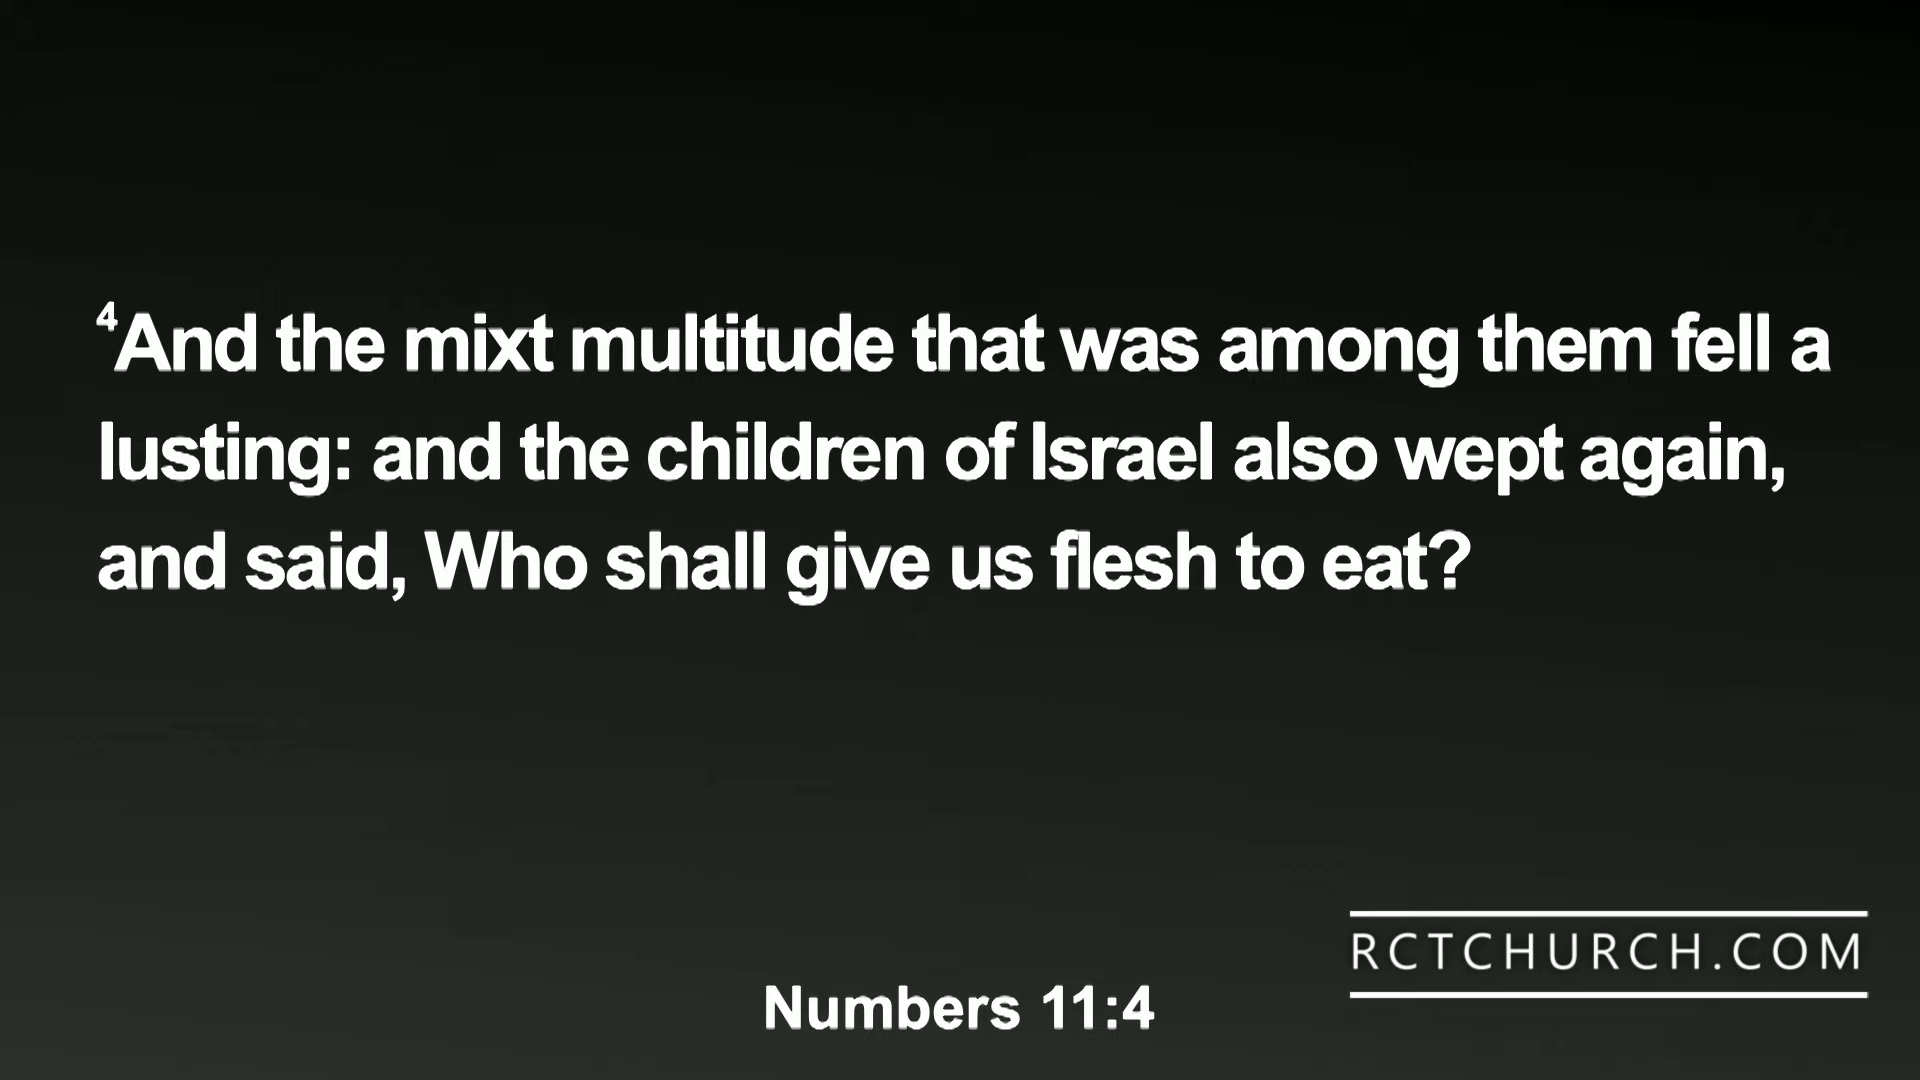 4And the mixt multitude that was among them fell a
lusting: and the children of Israel also wept again,
and said, Who shall give us flesh to eat?
RCTCHURCH.COM
Numbers 11:4